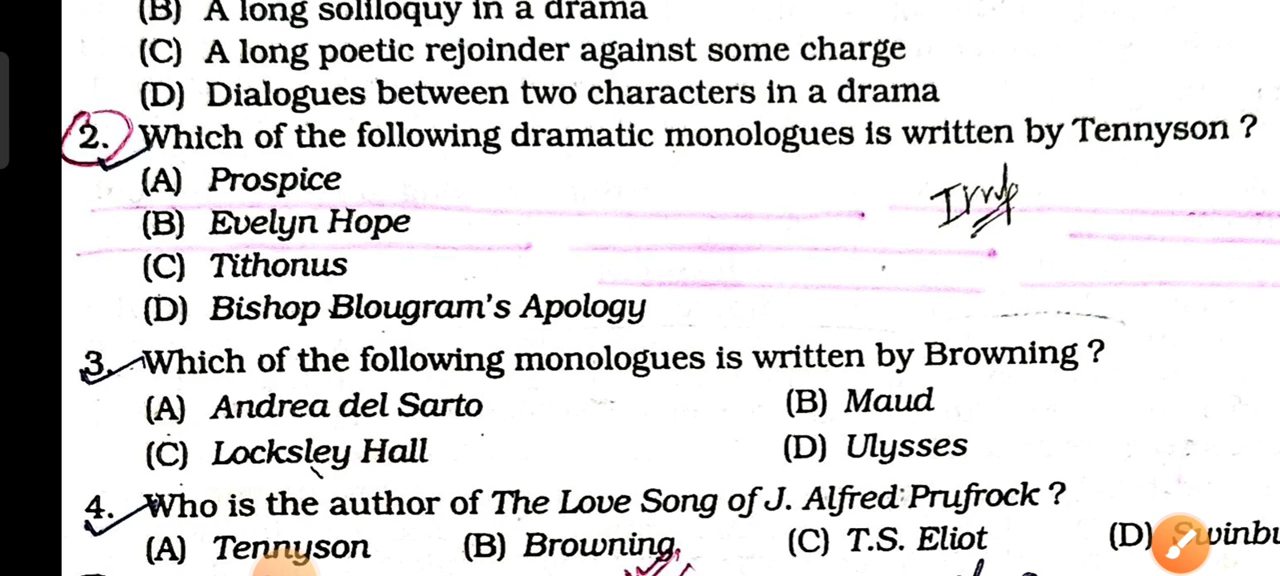 (B) A long soliloquy in a drama
(C) A long poetic rejoinder against some charge
(D) Dialogues between two characters in a drama
2. Which of the following dramatic monologues is written by Tennyson ?
(A) Prospice
Imp
(B) Evelyn Hope
(C) Tithonus
(D) Bishop Blougram's Apology
3. Which of the following monologues is written by Browning ?
(A) Andrea del Sarto (B) Maud
(C) Locksley Hall (D) Ulysses
4. Who is the author of The Love Song of J. Alfred Prufrock ?
(A) Tennyson (B) Browning (C) T.S. Eliot (D)